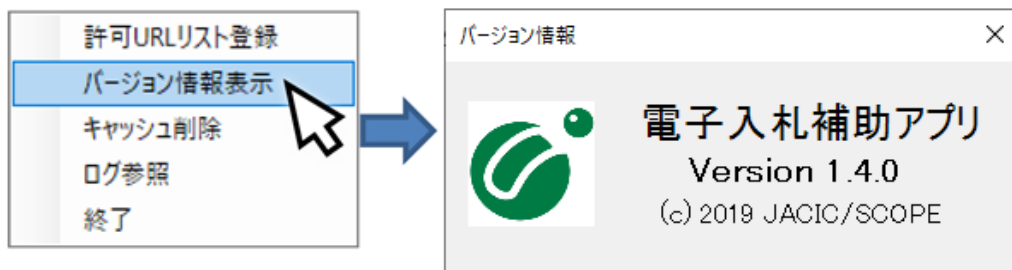 許可URLリスト登録
バージョン情報表示
キャッシュ削除
ログ参照
終了
バージョン情報
電子入札補助アプリ
Version 1.4.0
(c) 2019 JACIC/SCOPE